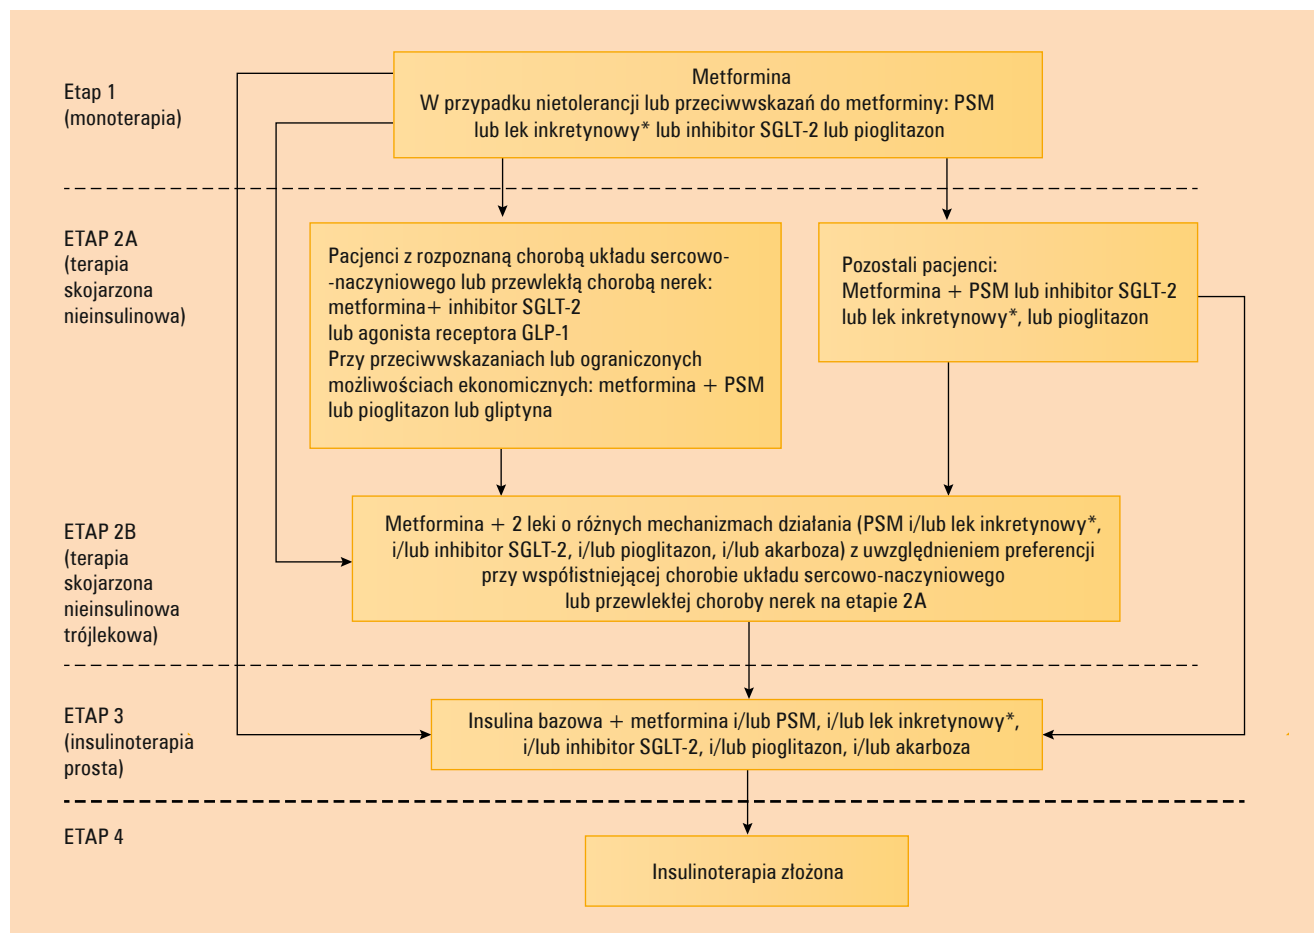 Etap 1
(monoterapia)
Metformina
W przypadku nietolerancji lub przeciwwskazań do metforminy: PSM
lub lek inkretynowy* lub inhibitor SGLT-2 lub pioglitazon
ETAP 2A
(terapia
skojarzona
nieinsulinowa)
Pacjenci z rozpoznaną chorobą układu sercowo-
-naczyniowego lub przewlekłą chorobą nerek:
metformina+ inhibitor SGLT-2
lub agonista receptora GLP-1
Przy przeciwwskazaniach lub ograniczonych
możliwościach ekonomicznych: metformina + PSM
lub pioglitazon lub gliptyna
Pozostali pacjenci:
Metformina + PSM lub inhibitor SGLT-2
lub lek inkretynowy*, lub pioglitazon
ETAP 2B
(terapia
skojarzona
nieinsulinowa
trójlekowa)
Metformina + 2 leki o różnych mechanizmach działania (PSM i/lub lek inkretynowy*,
i/lub inhibitor SGLT-2, i/lub pioglitazon, i/lub akarboza) z uwzględnieniem preferencji
przy współistniejącej chorobie układu sercowo-naczyniowego
lub przewlekłej choroby nerek na etapie 2A
ETAP 3
(insulinoterapia
prosta)
Insulina bazowa + metformina i/lub PSM, i/lub lek inkretynowy*,
i/lub inhibitor SGLT-2, i/lub pioglitazon, i/lub akarboza
ETAP 4
Insulinoterapia złożona